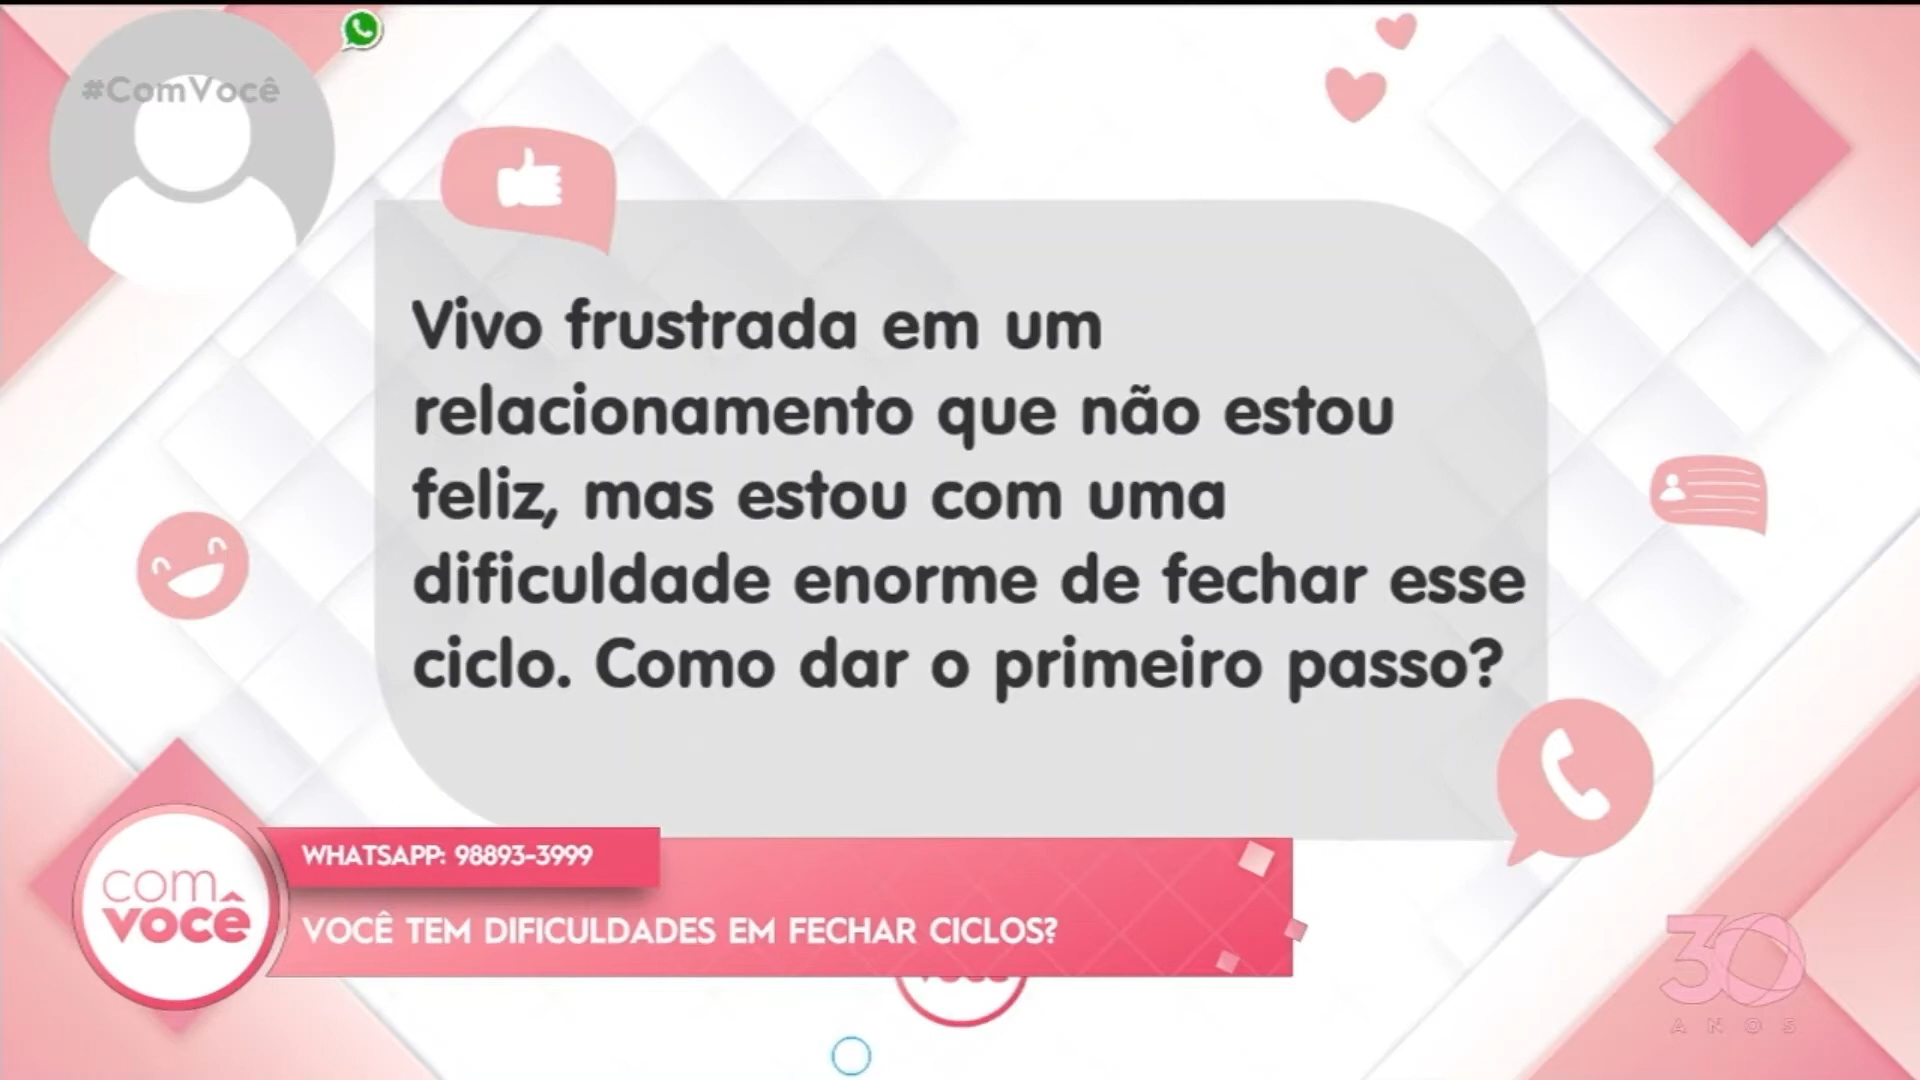 #ComVocê
Vivo frustrada em um
relacionamento que não estou
feliz, mas estou com uma
dificuldade enorme de fechar esse
ciclo. Como dar o primeiro passo?
WHATSAPP: 98893-3999
com
você
VOCÊ TEM DIFICULDADES EM FECHAR CICLOS?
30
ANOS